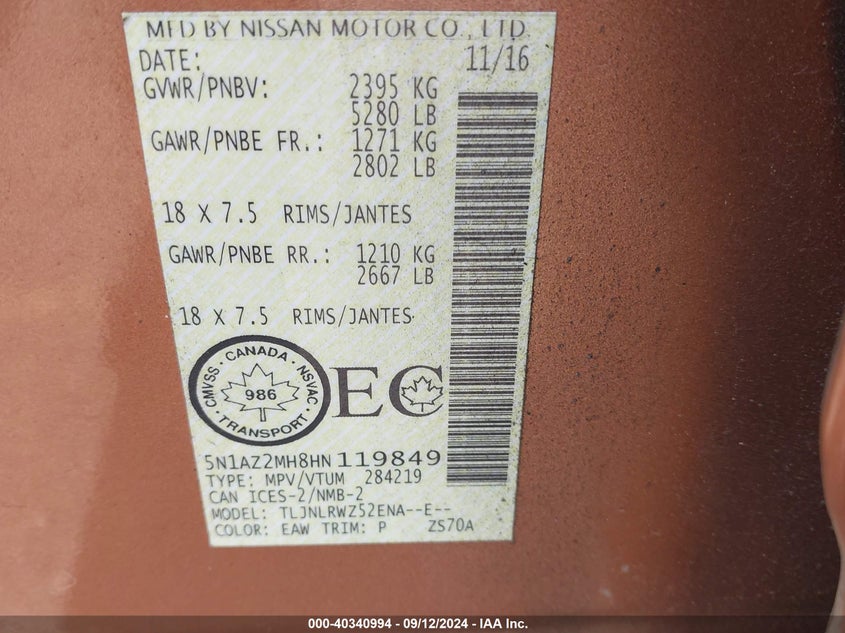 MFD BY NISSAN MOTOR CO., LTD.
DATE: 11/16
GVWR/PNBV: 2395 KG
5280 LB
GAWR/PNBE FR.: 1271 KG
2802 LB
18 X 7.5 RIMS/JANTES
GAWR/PNBE RR.: 1210 KG
2667 LB
18 X 7.5 RIMS/JANTES
CMVSS · CANADA · NSVAC · TRANSPORT ·
986
EC
5N1AZ2MH8HN 119849
TYPE: MPV/VTUM 284219
CAN ICES-2/NMB-2
MODEL: TLJNLRWZ52ENA--E--
COLOR: EAW TRIM: P ZS70A
000-40340994 - 09/12/2024 - IAA Inc.